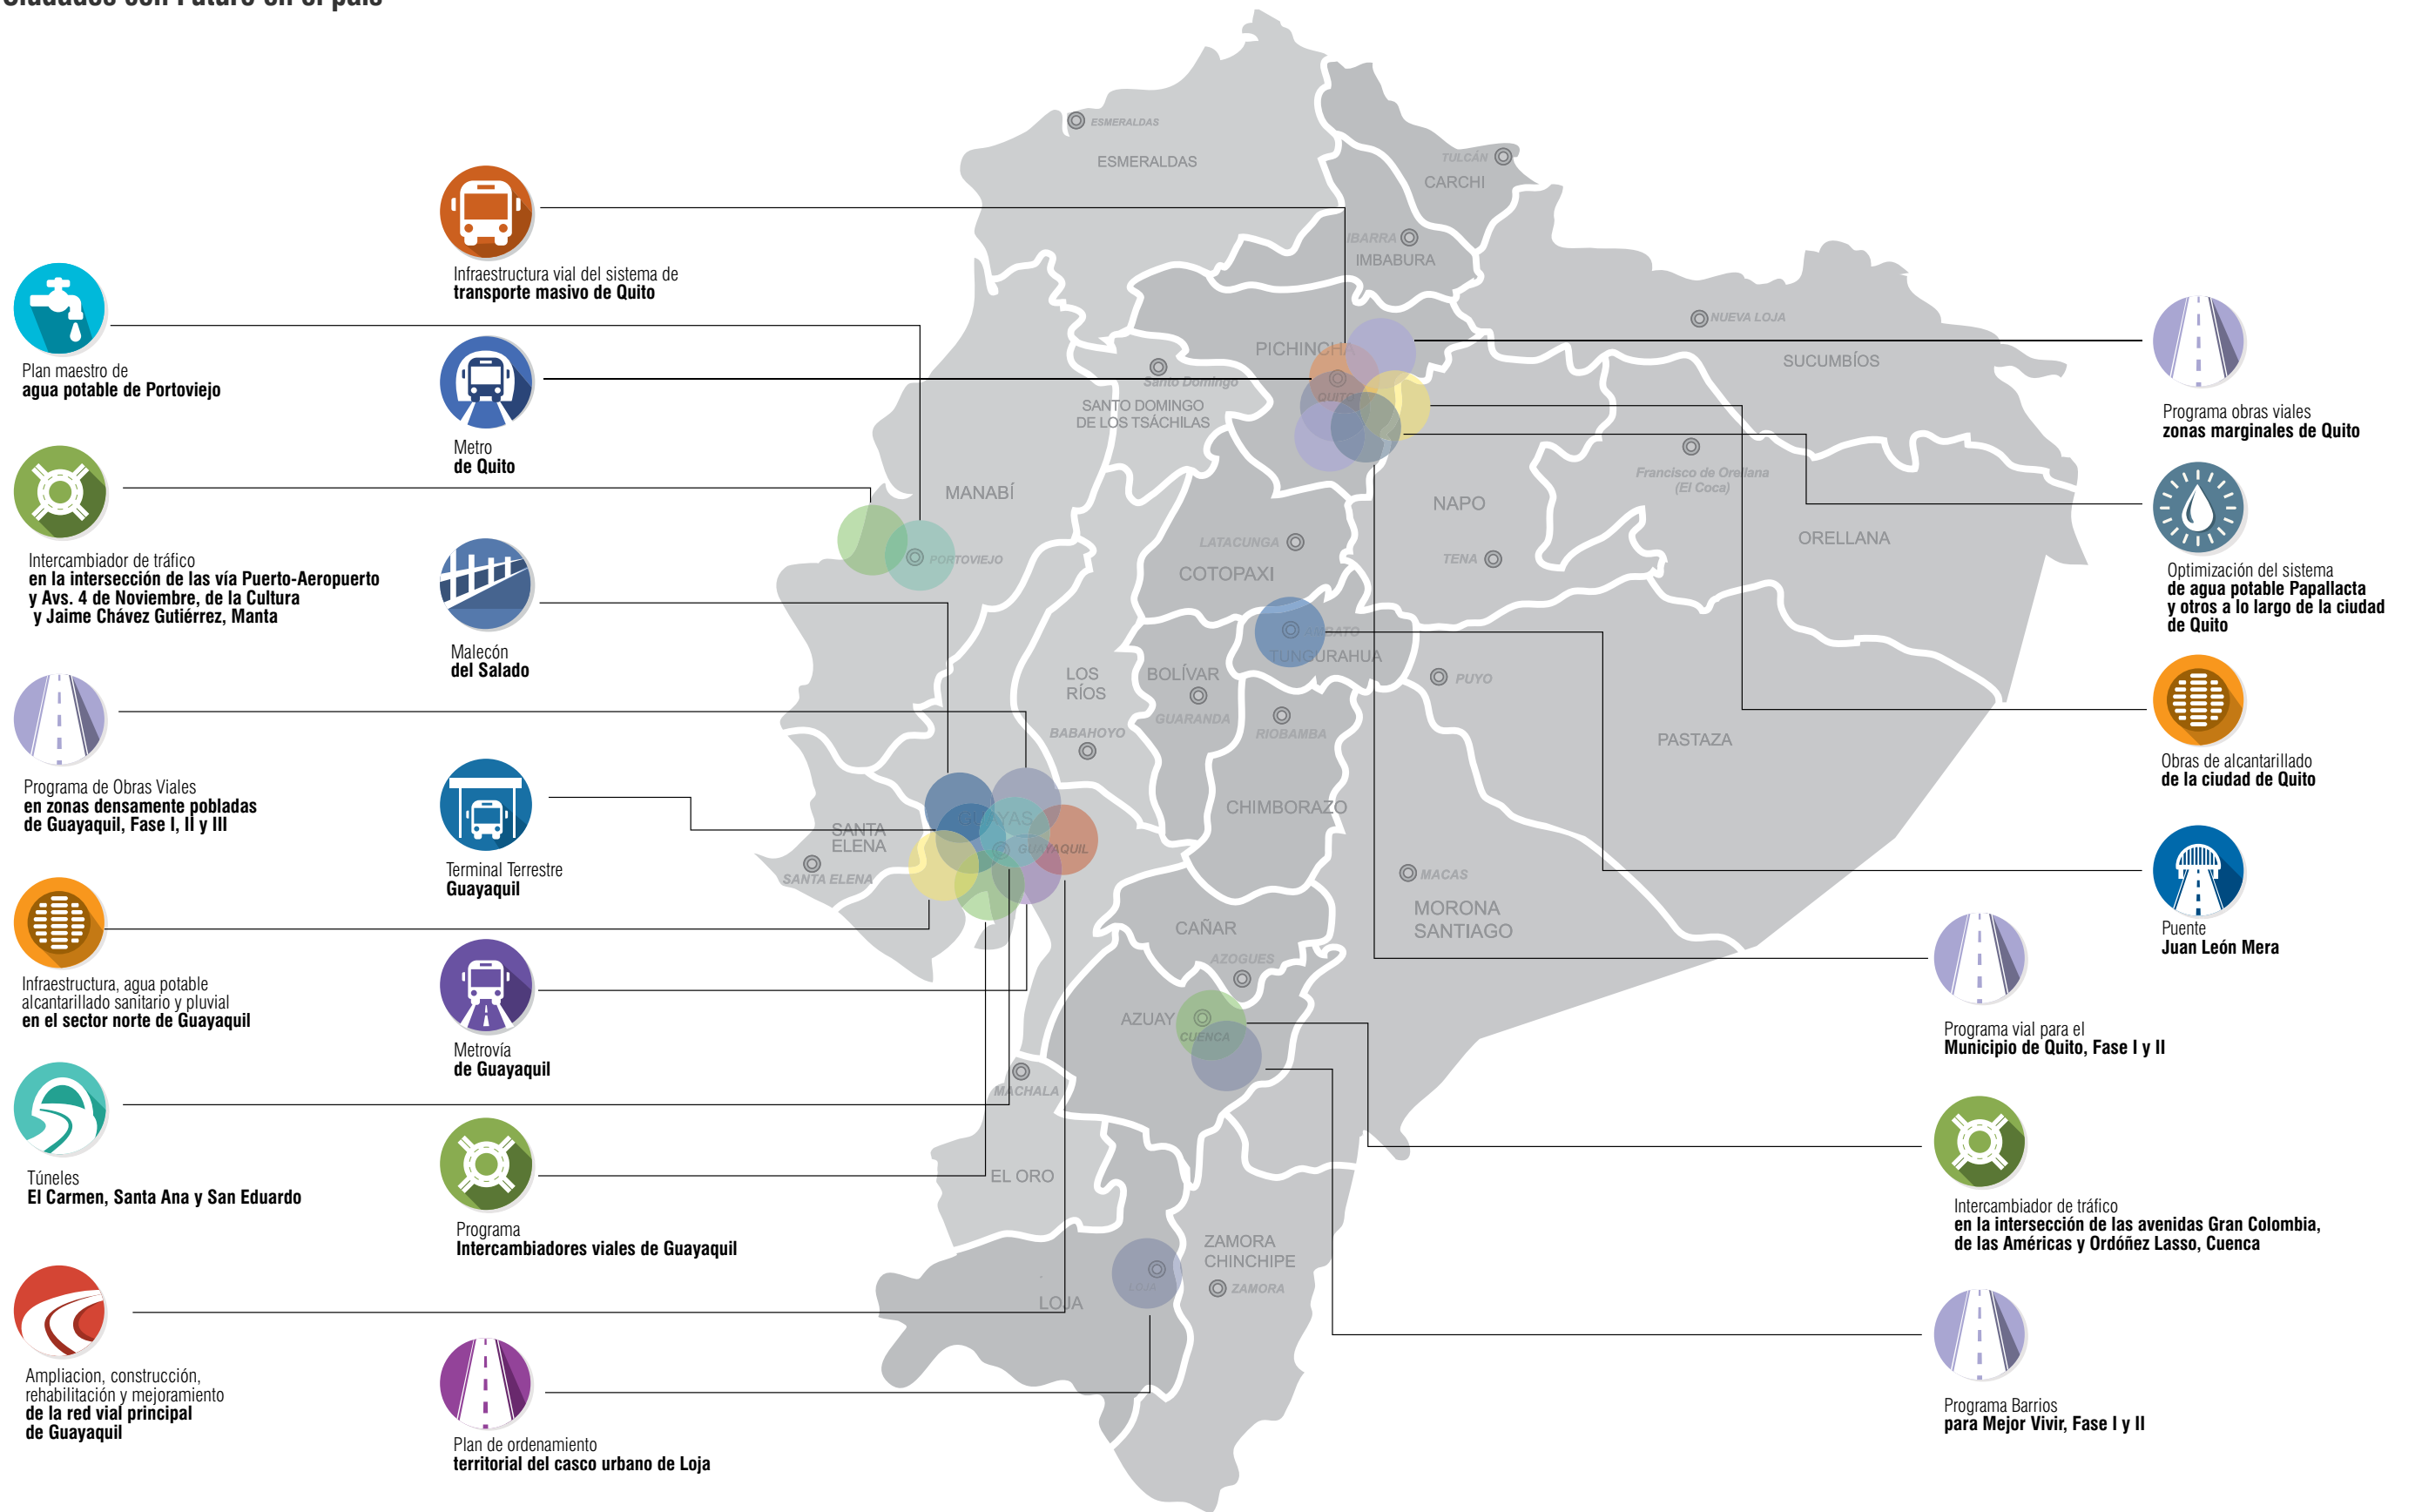 Ciudades con Futuro en el país
Infraestructura vial del sistema de
transporte masivo de Quito
Plan maestro de
agua potable de Portoviejo
Metro
de Quito
Intercambiador de tráfico
en la intersección de las vía Puerto-Aeropuerto
y Avs. 4 de Noviembre, de la Cultura
y Jaime Chávez Gutiérrez, Manta
Malecón
del Salado
Programa de Obras Viales
en zonas densamente pobladas
de Guayaquil, Fase I, II y III
Terminal Terrestre
Guayaquil
Infraestructura, agua potable
alcantarillado sanitario y pluvial
en el sector norte de Guayaquil
Metrovía
de Guayaquil
Túneles
El Carmen, Santa Ana y San Eduardo
Programa
Intercambiadores viales de Guayaquil
Ampliacion, construcción,
rehabilitación y mejoramiento
de la red vial principal
de Guayaquil
Plan de ordenamiento
territorial del casco urbano de Loja
ESMERALDAS
ESMERALDAS
TULCÁN
CARCHI
IBARRA
IMBABURA
NUEVA LOJA
SUCUMBÍOS
PICHINCHA
QUITO
Santo Domingo
SANTO DOMINGO
DE LOS TSÁCHILAS
MANABÍ
PORTOVIEJO
Francisco de Orellana
(El Coca)
ORELLANA
NAPO
TENA
LATACUNGA
COTOPAXI
AMBATO
TUNGURAHUA
PUYO
PASTAZA
LOS
RÍOS
BABAHOYO
BOLÍVAR
GUARANDA
RIOBAMBA
CHIMBORAZO
GUAYAS
GUAYAQUIL
SANTA
ELENA
SANTA ELENA
MACAS
MORONA
SANTIAGO
CAÑAR
AZOGUES
AZUAY
CUENCA
MACHALA
EL ORO
ZAMORA
CHINCHIPE
ZAMORA
LOJA
LOJA
Programa obras viales
zonas marginales de Quito
Optimización del sistema
de agua potable Papallacta
y otros a lo largo de la ciudad
de Quito
Obras de alcantarillado
de la ciudad de Quito
Puente
Juan León Mera
Programa vial para el
Municipio de Quito, Fase I y II
Intercambiador de tráfico
en la intersección de las avenidas Gran Colombia,
de las Américas y Ordóñez Lasso, Cuenca
Programa Barrios
para Mejor Vivir, Fase I y II